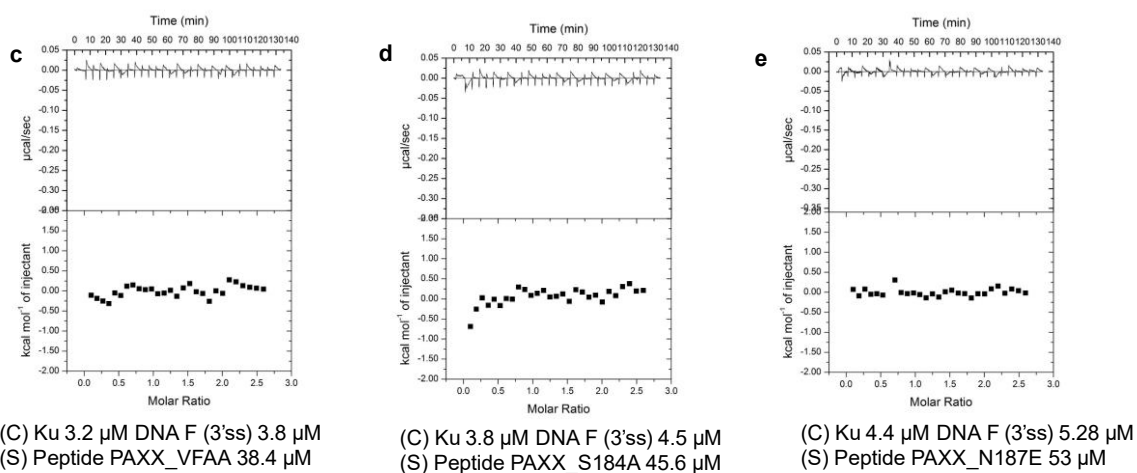 c
Time (min)
0 10 20 30 40 50 60 70 80 90 100 110 120 130 140
0.05
0.00
-0.05
-0.10
-0.15
-0.20
-0.25
-0.30
µcal/sec
2.00
1.50
1.00
0.50
0.00
-0.50
-1.00
-1.50
-2.00
kcal mol⁻¹ of injectant
0.0 0.5 1.0 1.5 2.0 2.5 3.0
Molar Ratio
(C) Ku 3.2 µM DNA F (3'ss) 3.8 µM
(S) Peptide PAXX_VFAA 38.4 µM
d
Time (min)
0 10 20 30 40 50 60 70 80 90 100 110 120 130 140
0.05
0.00
-0.05
-0.10
-0.15
-0.20
-0.25
-0.30
µcal/sec
1.50
1.00
0.50
0.00
-0.50
-1.00
-1.50
-2.00
kcal mol⁻¹ of injectant
0.0 0.5 1.0 1.5 2.0 2.5 3.0
Molar Ratio
(C) Ku 3.8 µM DNA F (3'ss) 4.5 µM
(S) Peptide PAXX_S184A 45.6 µM
e
Time (min)
0 10 20 30 40 50 60 70 80 90 100 110 120 130 140
0.05
0.00
-0.05
-0.10
-0.15
-0.20
-0.25
-0.30
-0.35
µcal/sec
2.00
1.50
1.00
0.50
0.00
-0.50
-1.00
-1.50
-2.00
kcal mol⁻¹ of injectant
0.0 0.5 1.0 1.5 2.0 2.5 3.0
Molar Ratio
(C) Ku 4.4 µM DNA F (3'ss) 5.28 µM
(S) Peptide PAXX_N187E 53 µM